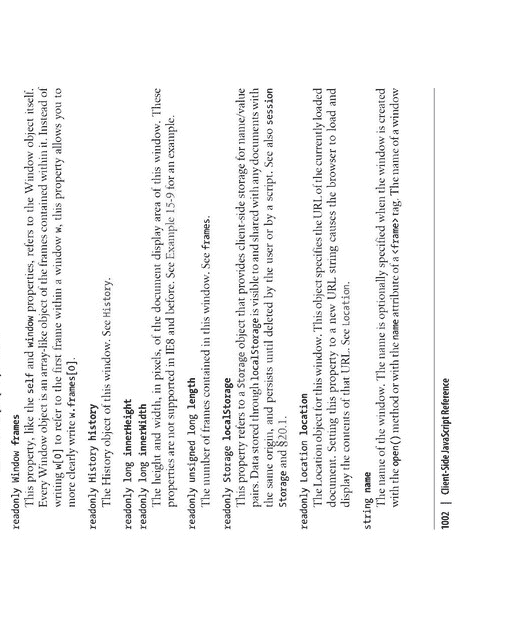 readonly Window frames
This property, like the self and window properties, refers to the Window object itself.
Every Window object is an array-like object of the frames contained within it. Instead of
writing w[0] to refer to the first frame within a window w, this property allows you to
more clearly write w.frames[0].
readonly History history
The History object of this window. See History.
readonly long innerHeight
readonly long innerWidth
The height and width, in pixels, of the document display area of this window. These
properties are not supported in IE8 and before. See Example 15-9 for an example.
readonly unsigned long length
The number of frames contained in this window. See frames.
readonly Storage localStorage
This property refers to a Storage object that provides client-side storage for name/value
pairs. Data stored through localStorage is visible to and shared with any documents with
the same origin, and persists until deleted by the user or by a script. See also session
Storage and §20.1.
readonly Location location
The Location object for this window. This object specifies the URL of the currently loaded
document. Setting this property to a new URL string causes the browser to load and
display the contents of that URL. See Location.
string name
The name of the window. The name is optionally specified when the window is created
with the open() method or with the name attribute of a <frame> tag. The name of a window
1002 | Client-Side JavaScript Reference